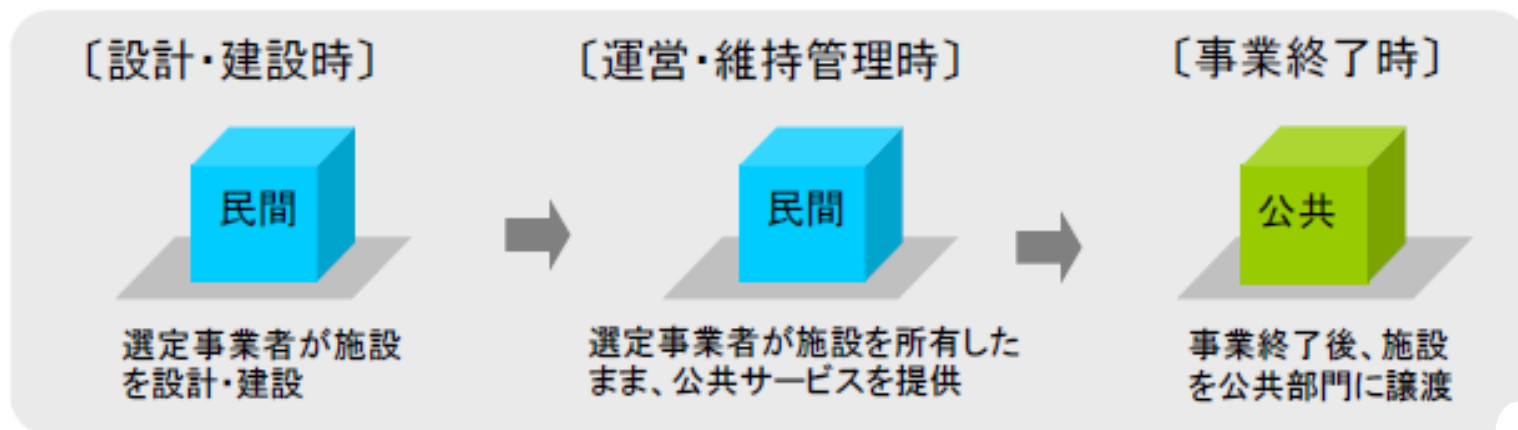 〔設計・建設時〕
〔運営・維持管理時〕
〔事業終了時〕
民間
民間
公共
選定事業者が施設
を設計・建設
選定事業者が施設を所有した
まま、公共サービスを提供
事業終了後、施設
を公共部門に譲渡